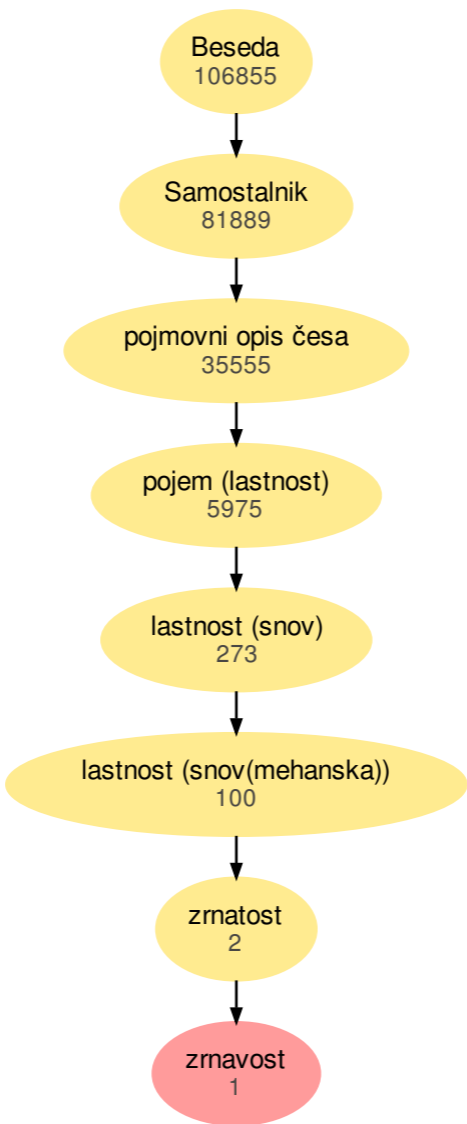 Beseda
106855
Samostalnik
81889
pojmovni opis česa
35555
pojem (lastnost)
5975
lastnost (snov)
273
lastnost (snov(mehanska))
100
zrnatost
2
zrnavost
1